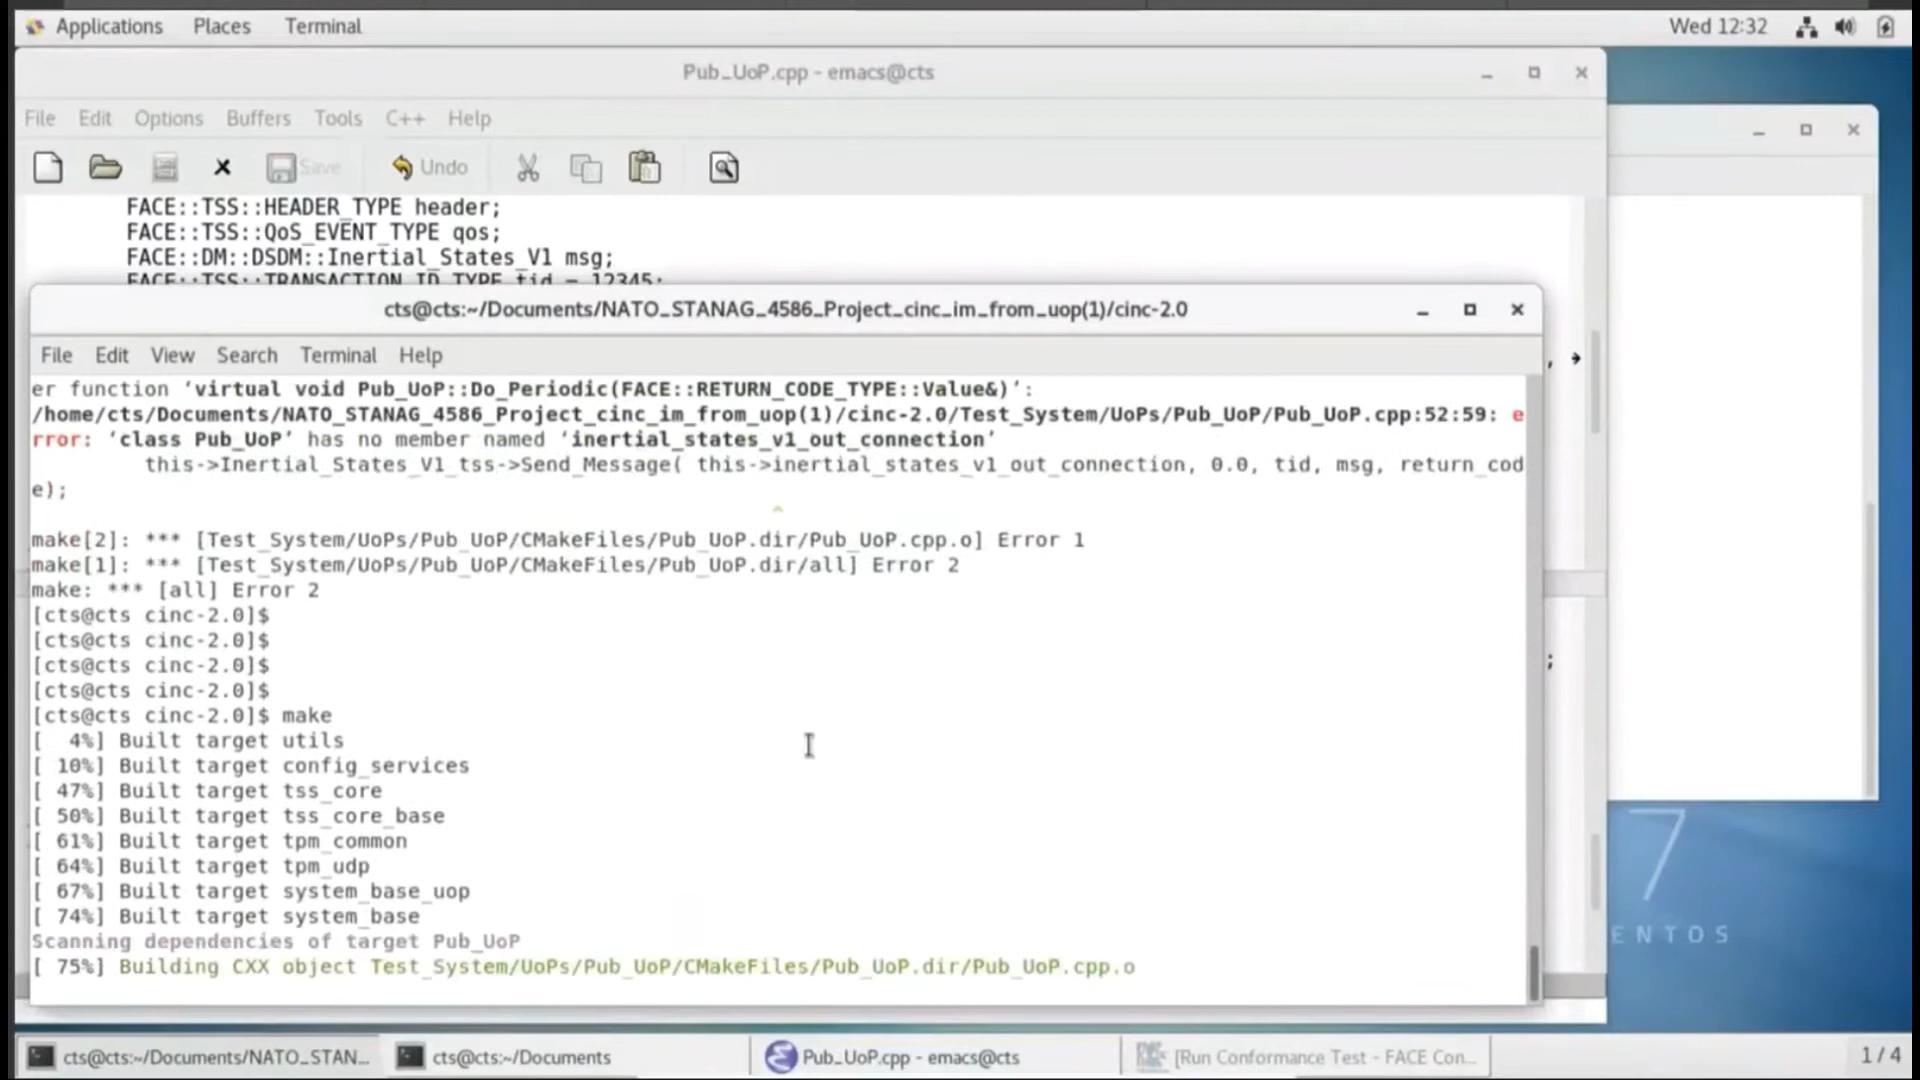 Applications Places Terminal Wed 12:32
Pub_UoP.cpp - emacs@cts
File Edit Options Buffers Tools C++ Help
Save Undo
FACE::TSS::HEADER_TYPE header;
FACE::TSS::QoS_EVENT_TYPE qos;
FACE::DM::DSDM::Inertial_States_V1 msg;
FACE::TSS::TRANSACTION_ID_TYPE tid = 12345;
cts@cts:~/Documents/NATO_STANAG_4586_Project_cinc_im_from_uop(1)/cinc-2.0
File Edit View Search Terminal Help
er function ‘virtual void Pub_UoP::Do_Periodic(FACE::RETURN_CODE_TYPE::Value&)’:
/home/cts/Documents/NATO_STANAG_4586_Project_cinc_im_from_uop(1)/cinc-2.0/Test_System/UoPs/Pub_UoP/Pub_UoP.cpp:52:59: e
rror: ‘class Pub_UoP’ has no member named ‘inertial_states_v1_out_connection’
this->Inertial_States_V1_tss->Send_Message( this->inertial_states_v1_out_connection, 0.0, tid, msg, return_cod
e);
^
make[2]: *** [Test_System/UoPs/Pub_UoP/CMakeFiles/Pub_UoP.dir/Pub_UoP.cpp.o] Error 1
make[1]: *** [Test_System/UoPs/Pub_UoP/CMakeFiles/Pub_UoP.dir/all] Error 2
make: *** [all] Error 2
[cts@cts cinc-2.0]$
[cts@cts cinc-2.0]$
[cts@cts cinc-2.0]$
[cts@cts cinc-2.0]$
[cts@cts cinc-2.0]$ make
[  4%] Built target utils
[ 10%] Built target config_services
[ 47%] Built target tss_core
[ 50%] Built target tss_core_base
[ 61%] Built target tpm_common
[ 64%] Built target tpm_udp
[ 67%] Built target system_base_uop
[ 74%] Built target system_base
Scanning dependencies of target Pub_UoP
[ 75%] Building CXX object Test_System/UoPs/Pub_UoP/CMakeFiles/Pub_UoP.dir/Pub_UoP.cpp.o
, 
;
7
ENTOS
cts@cts:~/Documents/NATO_STAN... cts@cts:~/Documents Pub_UoP.cpp - emacs@cts [Run Conformance Test - FACE Con... 1 / 4